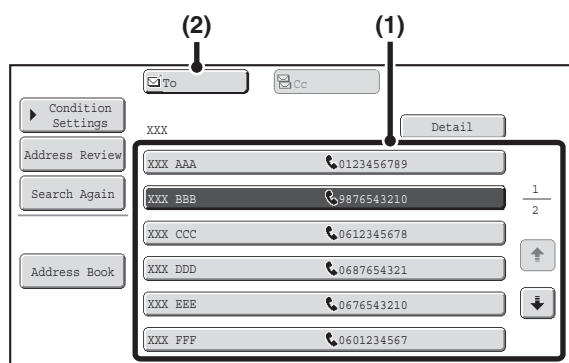 (2) (1)
To Cc
Condition
Settings
XXX Detail
Address Review
XXX AAA 0123456789
Search Again
XXX BBB 9876543210
1
2
XXX CCC 0612345678
Address Book
XXX DDD 0687654321
XXX EEE 0676543210
XXX FFF 0601234567